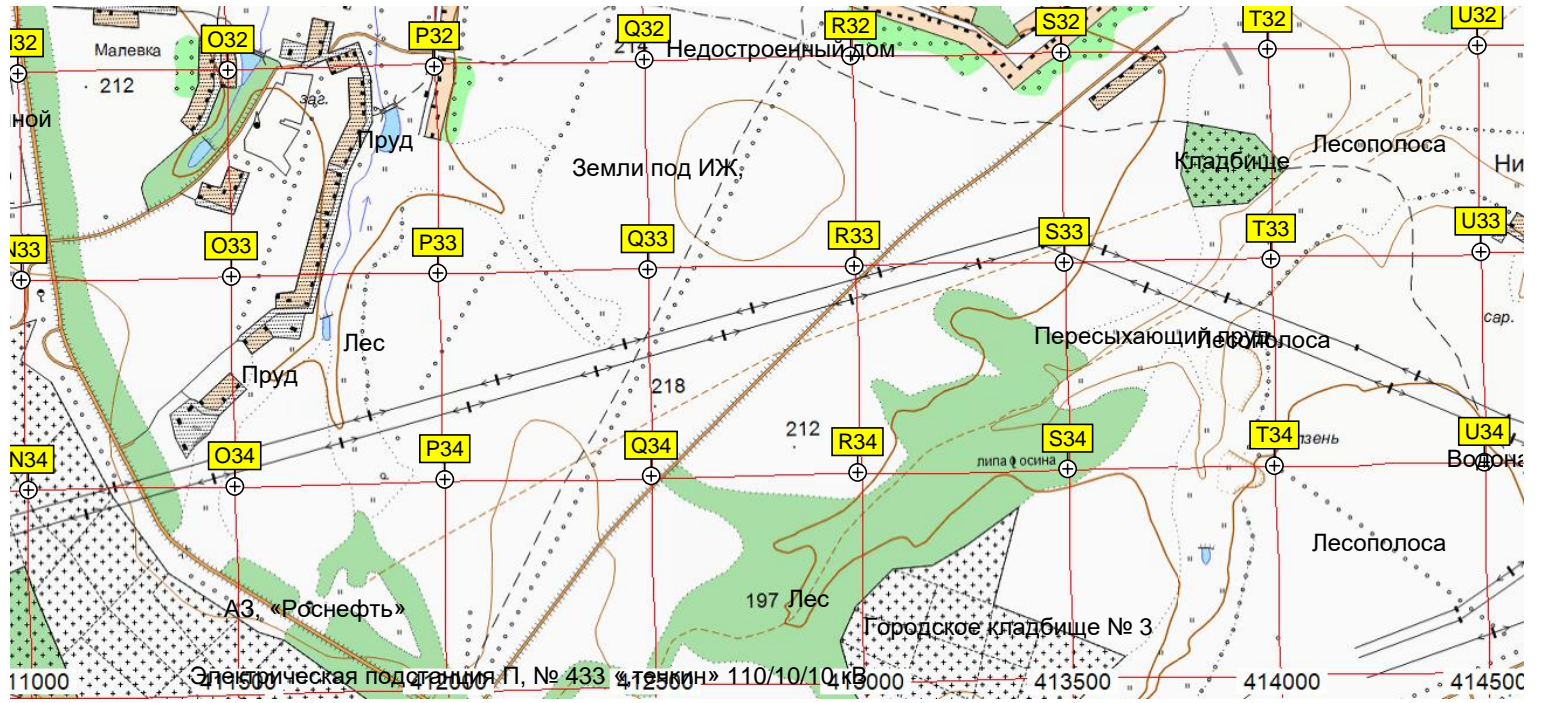 O32
P32
Q32
R32
S32
T32
U32
Малевка
212
Недостроенный дом
заг.
ной
Пруд
Земли под ИЖ,
Кладбище
Лесополоса
Ни
N33
O33
P33
Q33
R33
S33
T33
U33
сар.
Лес
Пруд
Пересыхающий пруд
Лесополоса
218
212
N34
O34
P34
Q34
R34
S34
T34
U34
липа осина
Водона
Лесополоса
АЗ, «Роснефть»
197
Лес
Городское кладбище № 3
Электрическая подстанция П, № 433
110/10/10 кВ
11000
412500
413500
414000
414500